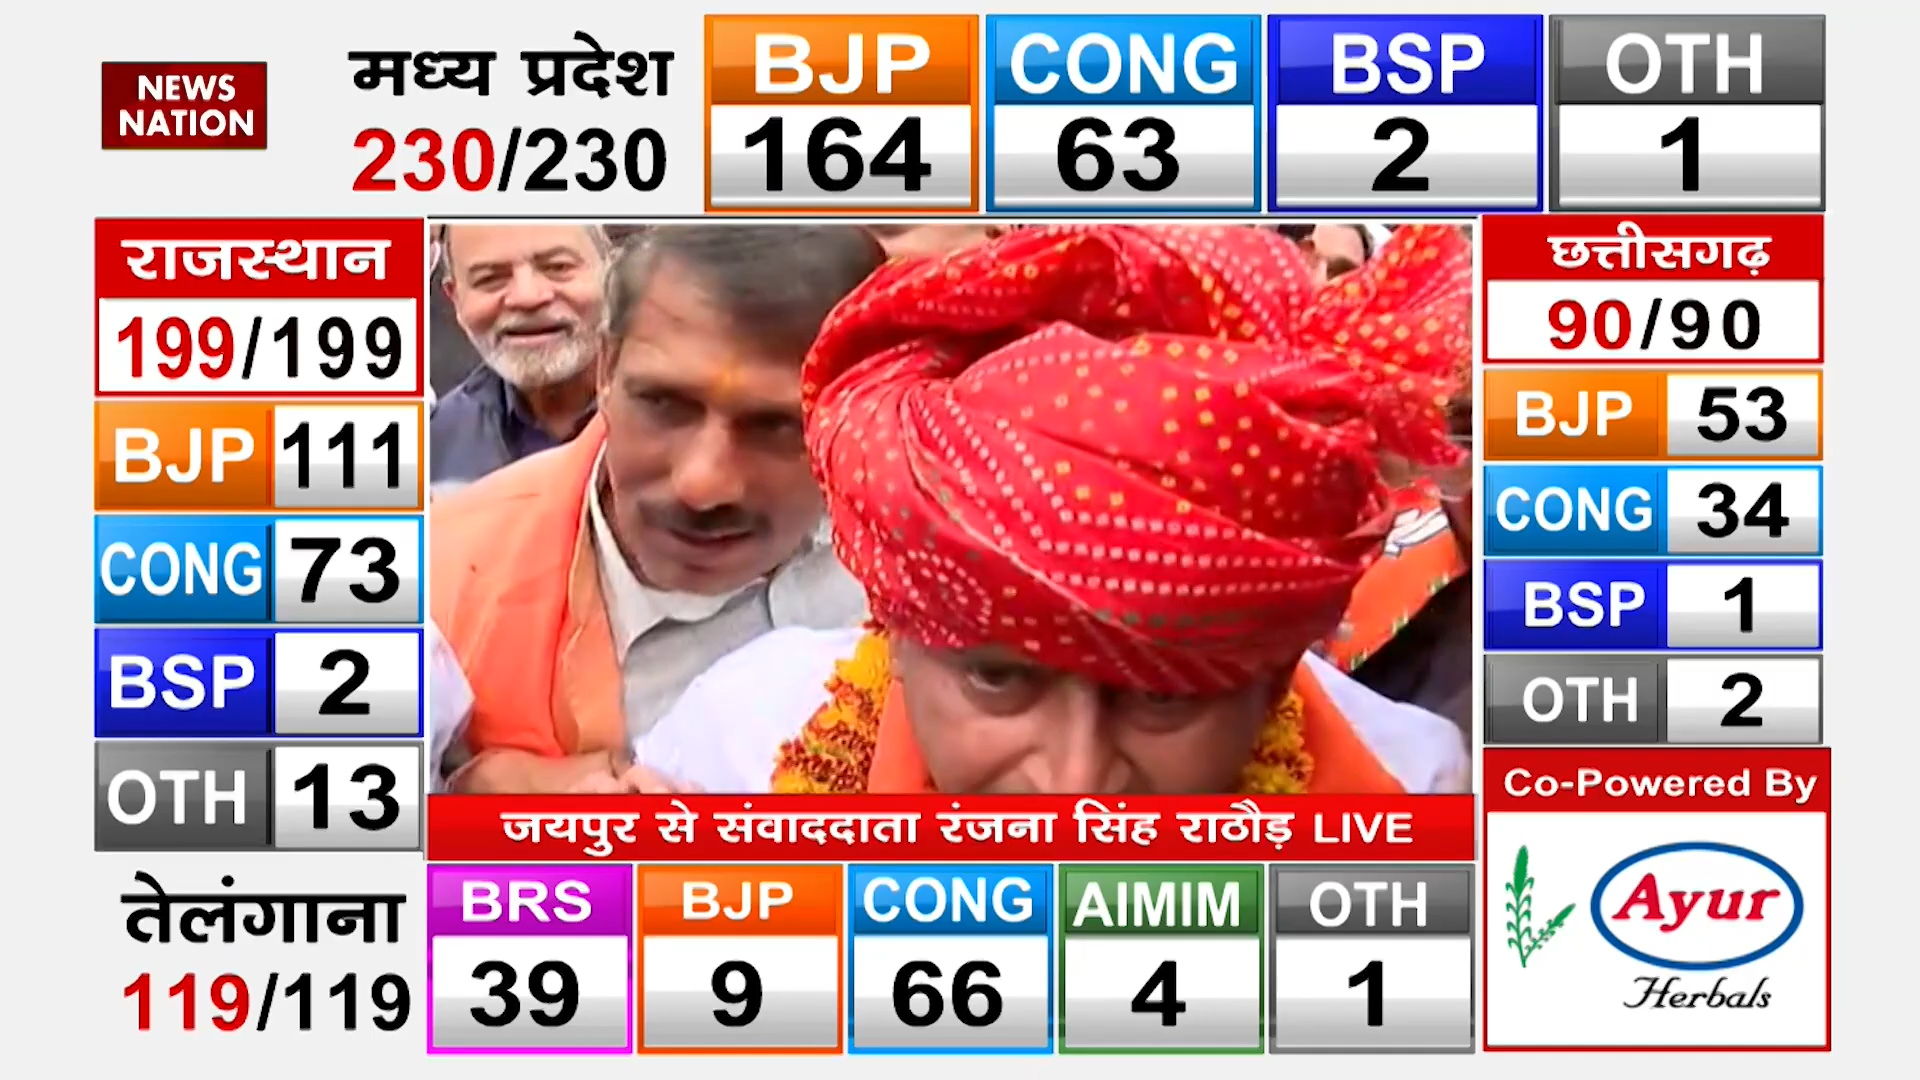 NEWS
NATION
मध्य प्रदेश
230/230
BJP CONG BSP OTH
164 63 2 1
राजस्थान
199/199
BJP 111
CONG 73
BSP 2
OTH 13
छत्तीसगढ़
90/90
BJP 53
CONG 34
BSP 1
OTH 2
जयपुर से संवाददाता रंजना सिंह राठौड़ LIVE
तेलंगाना
119/119
BRS BJP CONG AIMIM OTH
39 9 66 4 1
Co-Powered By
Ayur
Herbals